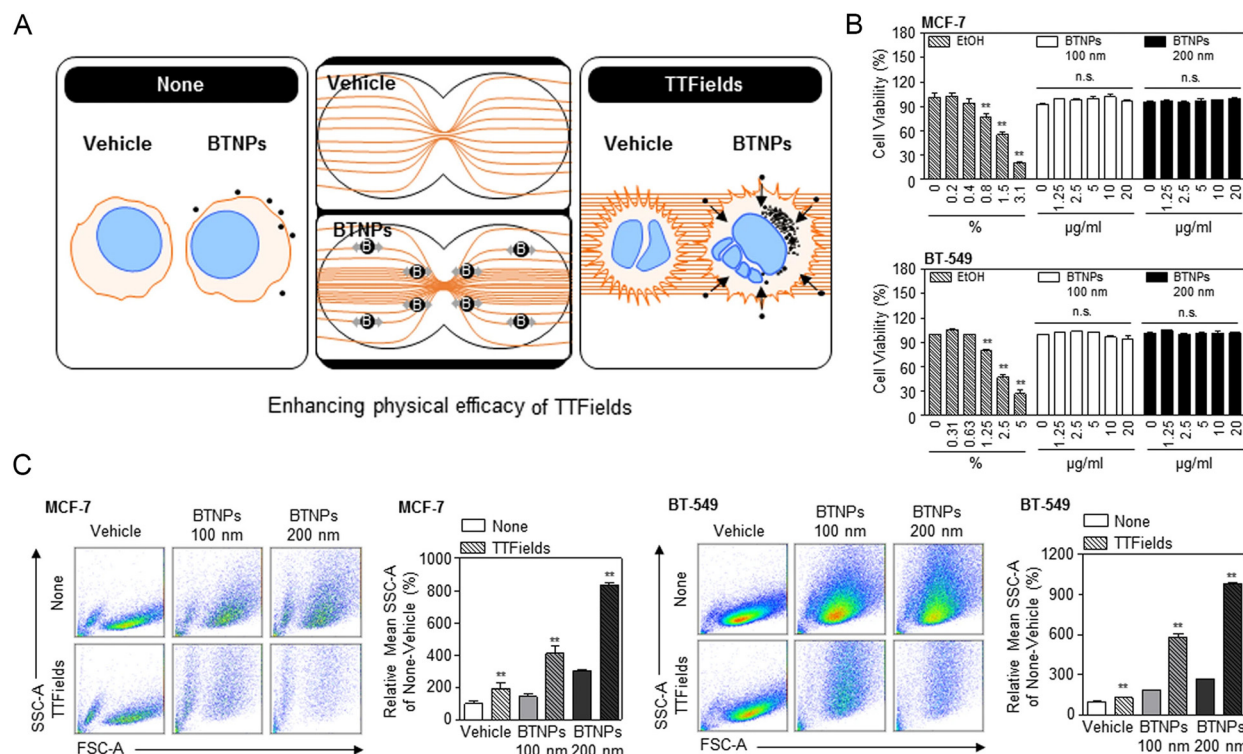 A
None
Vehicle
BTNPs
Vehicle
BTNPs
B B
B B
B B
B B
TTFields
Vehicle
BTNPs
Enhancing physical efficacy of TTFields
B
MCF-7
Cell Viability (%)
180
150
120
90
60
30
0
EtOH
BTNPs
100 nm
BTNPs
200 nm
n.s.
n.s.
** ** **
0 0.2 0.4 0.8 1.5 3.1
0 1.25 2.5 5 10 20
0 1.25 2.5 5 10 20
% µg/ml µg/ml
BT-549
Cell Viability (%)
180
150
120
90
60
30
0
EtOH
BTNPs
100 nm
BTNPs
200 nm
n.s.
n.s.
** ** **
0 0.31 0.63 1.25 2.5 5
0 1.25 2.5 5 10 20
0 1.25 2.5 5 10 20
% µg/ml µg/ml
C
MCF-7
Vehicle
BTNPs
100 nm
BTNPs
200 nm
None
TTFields
SSC-A
FSC-A
MCF-7
None
TTFields
Relative Mean SSC-A
of None-Vehicle (%)
1000
800
600
400
200
0
** ** **
Vehicle BTNPs BTNPs
100 nm 200 nm
BT-549
Vehicle
BTNPs
100 nm
BTNPs
200 nm
None
TTFields
SSC-A
FSC-A
BT-549
None
TTFields
Relative Mean SSC-A
of None-Vehicle (%)
1200
900
600
300
0
** ** **
Vehicle BTNPs BTNPs
100 nm 200 nm